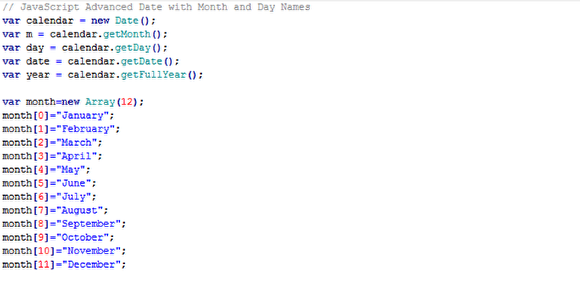 // JavaScript Advanced Date with Month and Day Names
var calendar = new Date();
var m = calendar.getMonth();
var day = calendar.getDay();
var date = calendar.getDate();
var year = calendar.getFullYear();
var month=new Array(12);
month[0]="January";
month[1]="February";
month[2]="March";
month[3]="April";
month[4]="May";
month[5]="June";
month[6]="July";
month[7]="August";
month[8]="September";
month[9]="October";
month[10]="November";
month[11]="December";